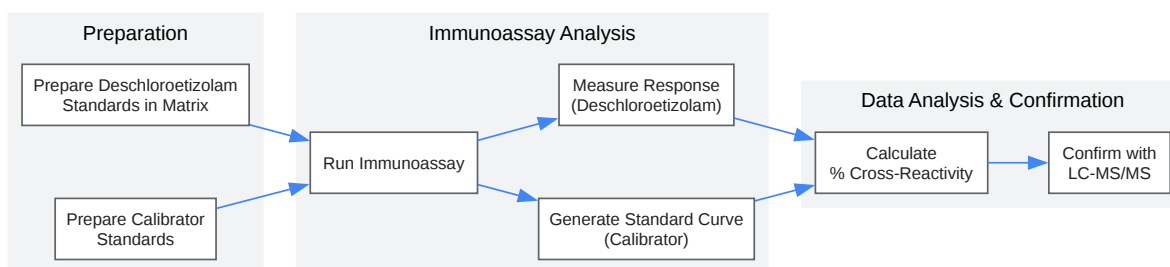 Preparation
Prepare Deschloroetizolam
Standards in Matrix
Prepare Calibrator
Standards
Immunoassay Analysis
Run Immunoassay
Measure Response
(Deschloroetizolam)
Generate Standard Curve
(Calibrator)
Data Analysis & Confirmation
Calculate
% Cross-Reactivity
Confirm with
LC-MS/MS